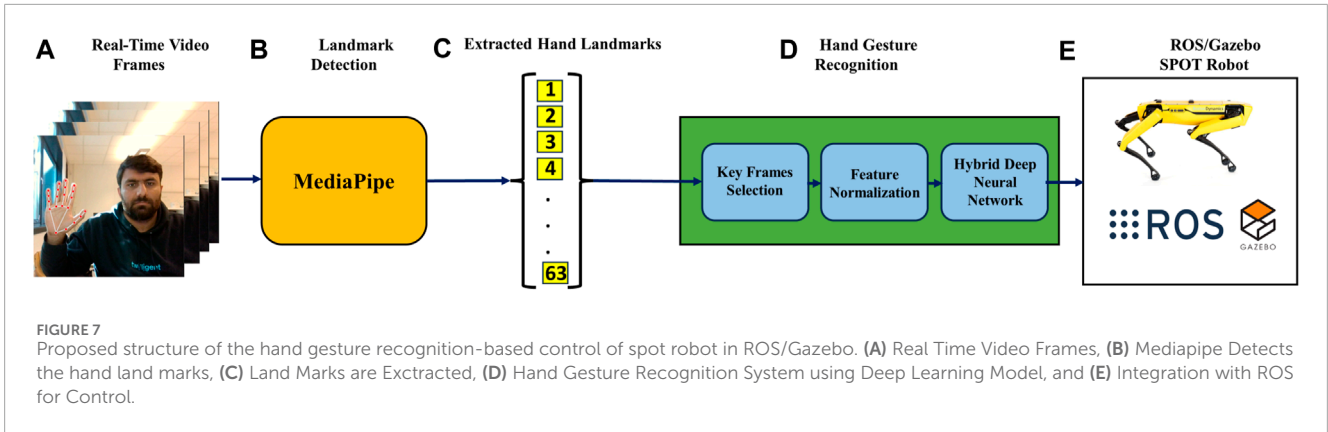 A Real-Time Video Frames
B Landmark Detection
C Extracted Hand Landmarks
D Hand Gesture Recognition
E ROS/Gazebo SPOT Robot
MediaPipe
1
2
3
4
.
.
.
63
Key Frames Selection
Feature Normalization
Hybrid Deep Neural Network
ROS
GAZEBO
FIGURE 7
Proposed structure of the hand gesture recognition-based control of spot robot in ROS/Gazebo. (A) Real Time Video Frames, (B) Mediapipe Detects
the hand land marks, (C) Land Marks are Exctracted, (D) Hand Gesture Recognition System using Deep Learning Model, and (E) Integration with ROS
for Control.